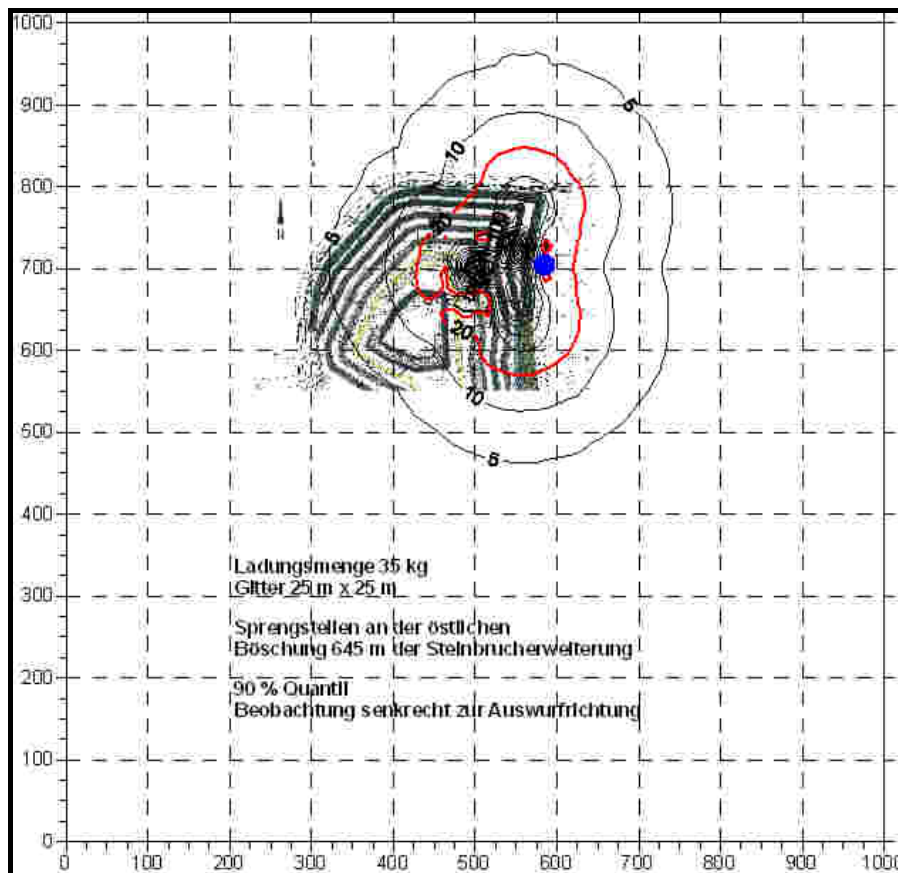 1000
900
800
700
600
500
400
300
200
100
0
0 100 200 300 400 500 600 700 800 900 1000
5
10
5
20
10
5
N
Ladungsmenge 35 kg
Gitter 25 m x 25 m
Sprengstellen an der östlichen
Böschung 645 m der Steinbrucherweiterung
90 % Quantil
Beobachtung senkrecht zur Auswurfrichtung